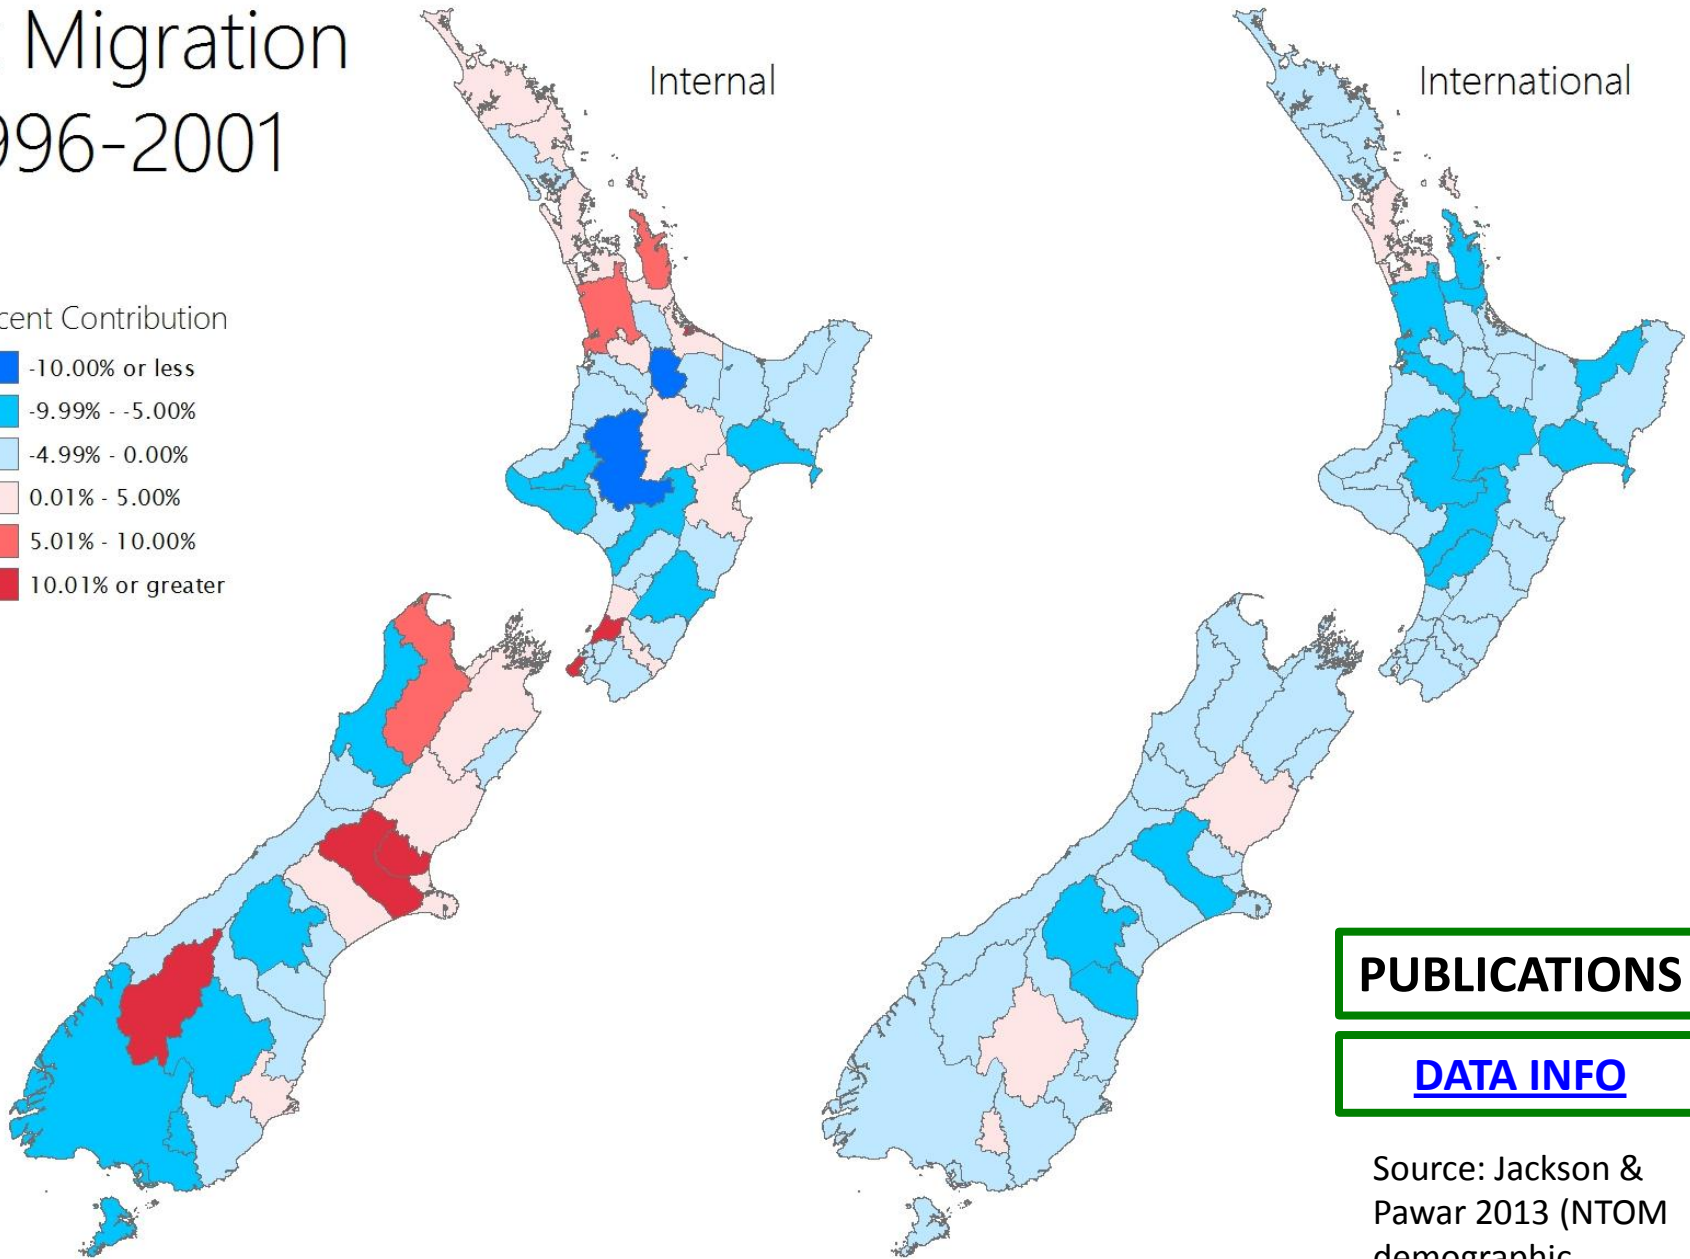 Migration
996-2001
Internal
International
cent Contribution
-10.00% or less
-9.99% - -5.00%
-4.99% - 0.00%
0.01% - 5.00%
5.01% - 10.00%
10.01% or greater
PUBLICATIONS
DATA INFO
Source: Jackson &
Pawar 2013 (NTOM
demographic